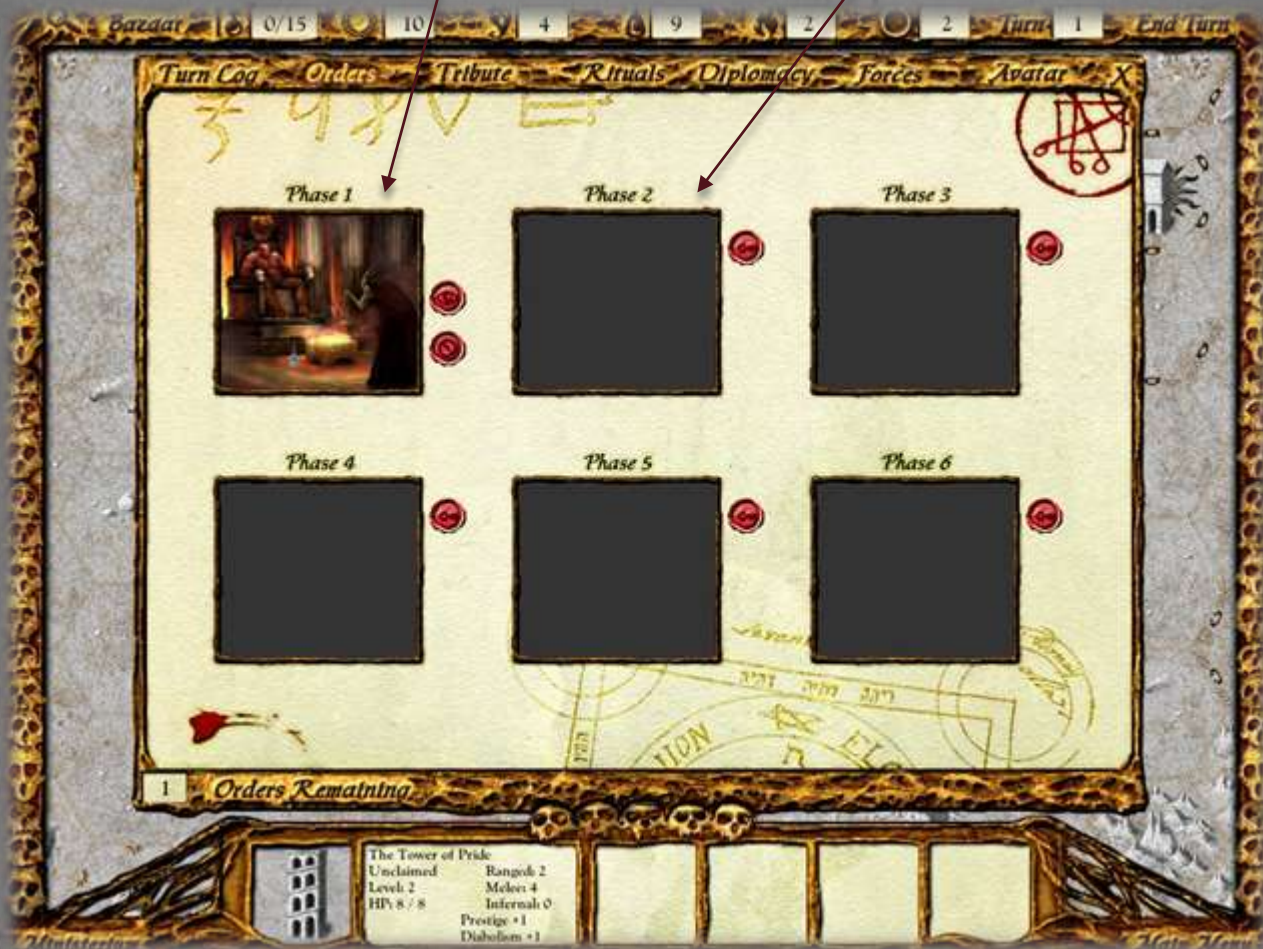 Bazaar 0/15 10 4 9 2 2 Turn 1 End Turn
Turn Log Orders Tribute Rituals Diplomacy Forces Avatar X
Phase 1 Phase 2 Phase 3
Phase 4 Phase 5 Phase 6
1 Orders Remaining
The Tower of Pride
Unclaimed Ranged: 2
Level: 2 Melee: 4
HP: 8 / 8 Infernal: 0
Prestige +1
Diabolism +1